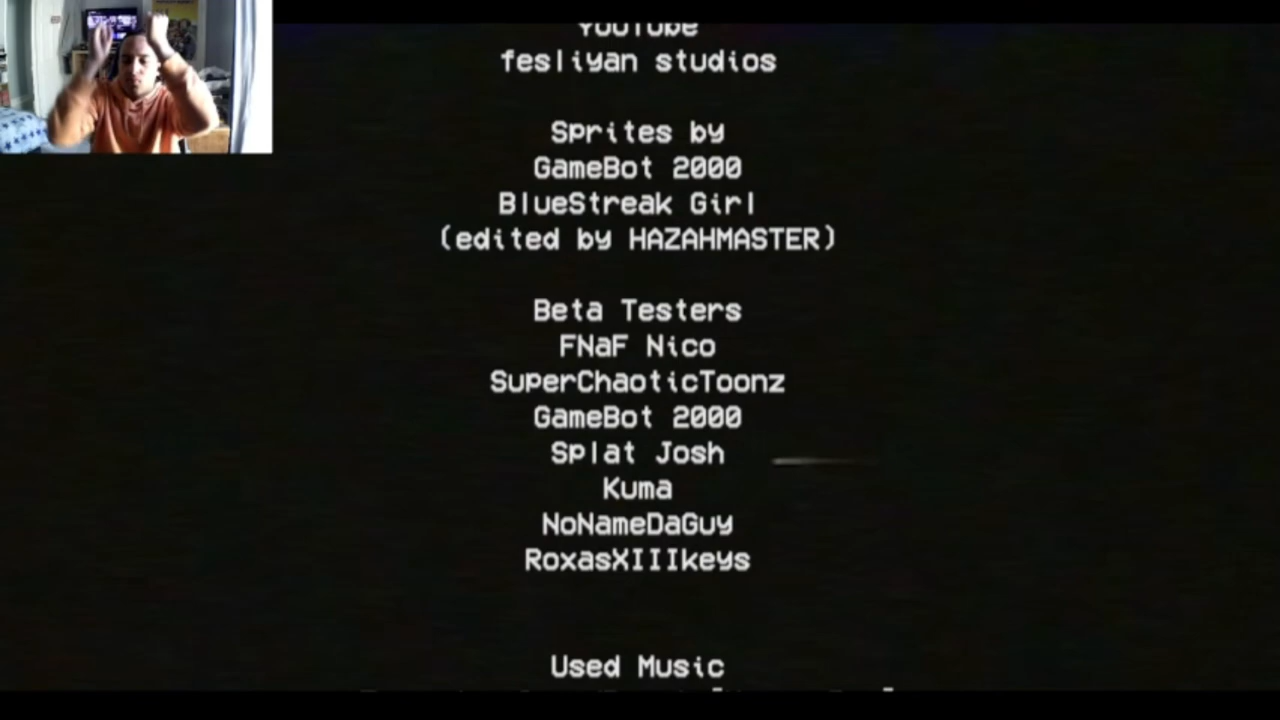 YouTube
fesliyan studios
Sprites by
GameBot 2000
BlueStreak Girl
(edited by HAZAHMASTER)
Beta Testers
FNaF Nico
SuperChaoticToonz
GameBot 2000
Splat Josh
Kuma
NoNameDaGuy
RoxasXIIIkeys
Used Music